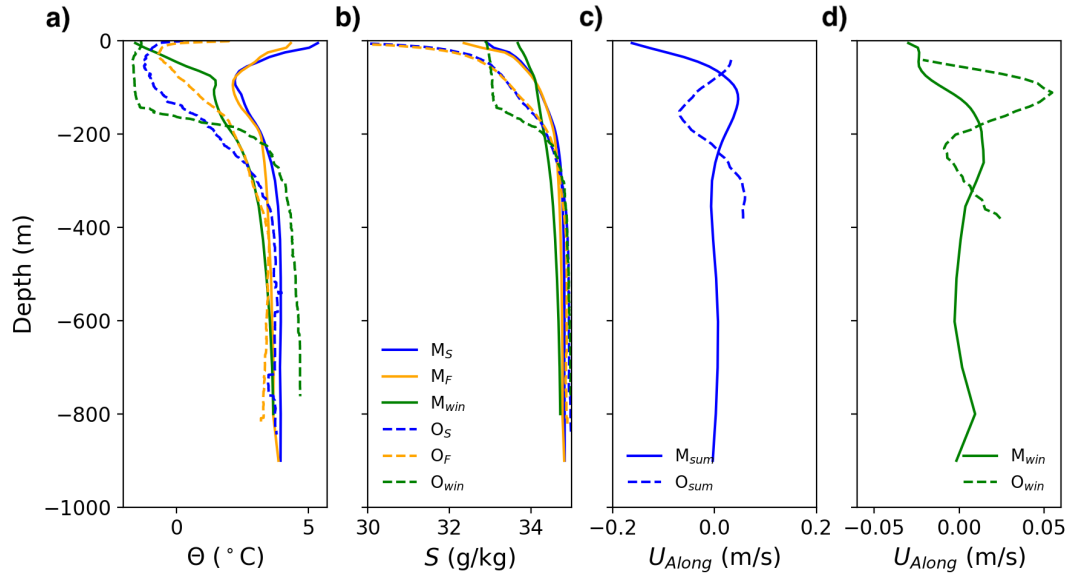 a)
b)
c)
d)
0
−200
−400
−600
−800
−1000
Depth (m)
0 5
Θ (°C)
M_S
M_F
M_win
O_S
O_F
O_win
30 32 34
S (g/kg)
M_sum
O_sum
−0.2 0.0 0.2
U_Along (m/s)
M_win
O_win
−0.05 0.00 0.05
U_Along (m/s)